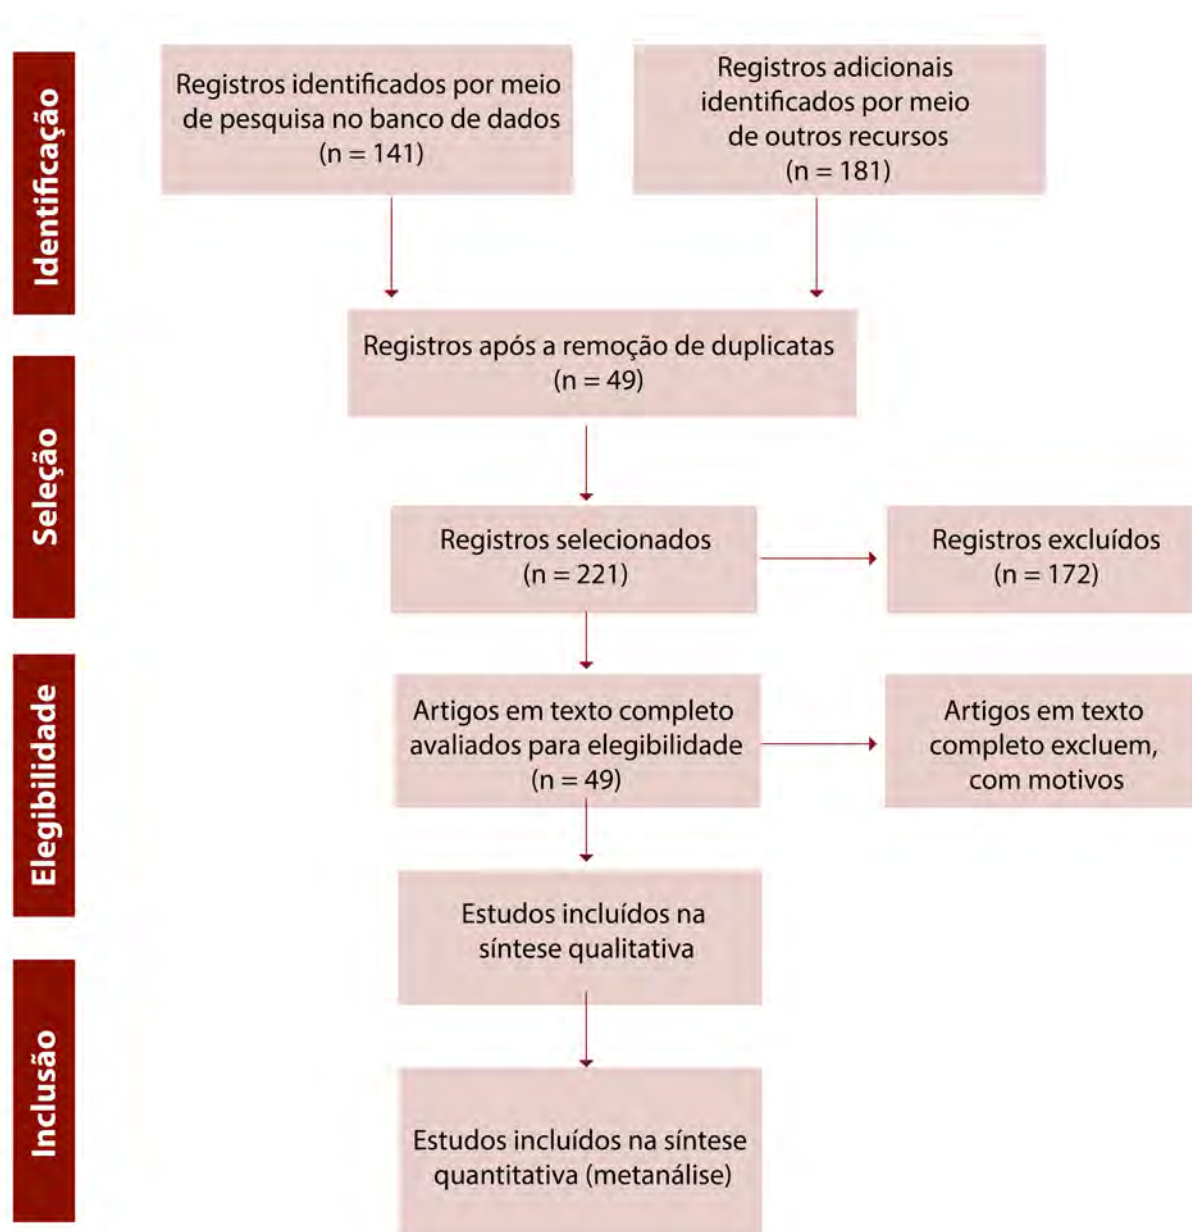 Identificação
Registros identificados por meio
de pesquisa no banco de dados
(n = 141)
Registros adicionais
identificados por meio
de outros recursos
(n = 181)
Registros após a remoção de duplicatas
(n = 49)
Seleção
Registros selecionados
(n = 221)
Registros excluídos
(n = 172)
Elegibilidade
Artigos em texto completo
avaliados para elegibilidade
(n = 49)
Artigos em texto
completo excluem,
com motivos
Estudos incluídos na
síntese qualitativa
Inclusão
Estudos incluídos na síntese
quantitativa (metanálise)